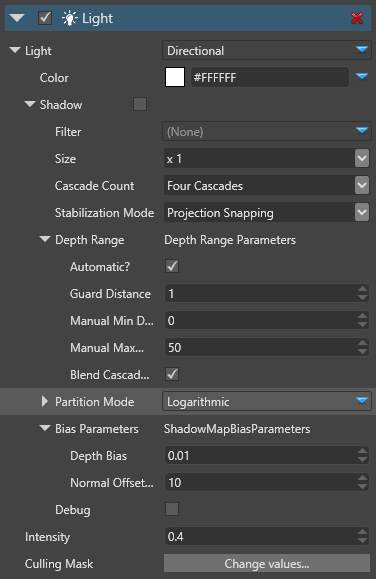 Light
Light Directional
Color #FFFFFF
Shadow
Filter (None)
Size x 1
Cascade Count Four Cascades
Stabilization Mode Projection Snapping
Depth Range Depth Range Parameters
Automatic?
Guard Distance 1
Manual Min D... 0
Manual Max... 50
Blend Cascad...
Partition Mode Logarithmic
Bias Parameters ShadowMapBiasParameters
Depth Bias 0.01
Normal Offset... 10
Debug
Intensity 0.4
Culling Mask Change values...